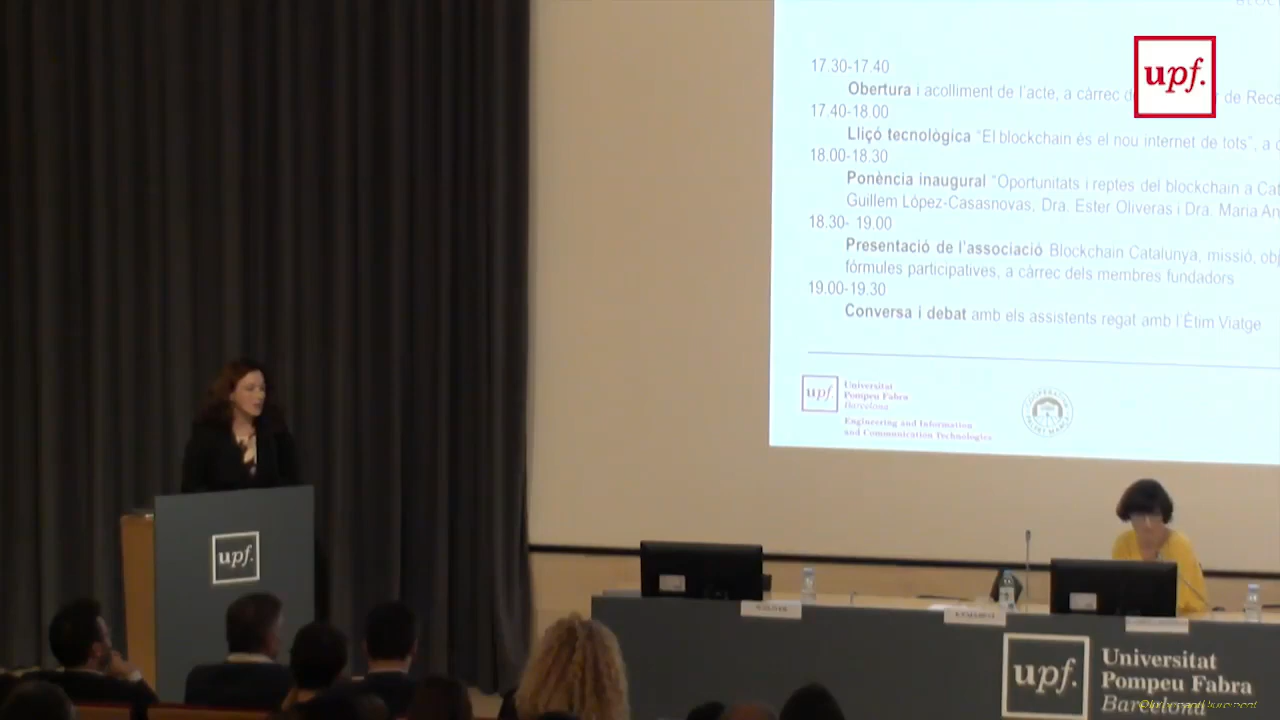 17.30-17.40
Obertura i acolliment de l'acte, a càrrec de Rece
17.40-18.00
Lliçó tecnològica "El blockchain és el nou internet de tots", a
18.00-18.30
Ponència inaugural "Oportunitats i reptes del blockchain a Cat
Guillem López-Casasnovas, Dra. Ester Oliveras i Dra. Maria An
18.30- 19.00
Presentació de l'associació Blockchain Catalunya, missió, obj
fórmules participatives, a càrrec dels membres fundadors
19.00-19.30
Conversa i debat amb els assistents regat amb l'Ètim Viatge
upf.
upf.
Universitat
Pompeu Fabra
Barcelona
Engineering and Information
and Communication Technologies
upf.
upf.
Universitat
Pompeu Fabra
Barcelona